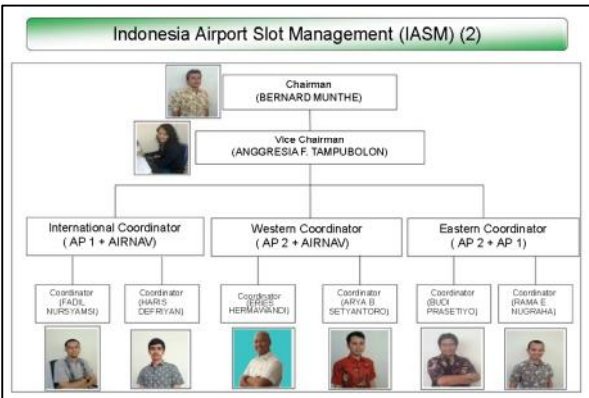 Indonesia Airport Slot Management (IASM) (2)
Chairman
(BERNARD MUNTHE)
Vice Chairman
(ANGGRESIA F. TAMPUBOLON)
International Coordinator
( AP 1 + AIRNAV)
Western Coordinator
(AP 2 + AIRNAV)
Eastern Coordinator
(AP 2 + AP 1)
Coordinator
(FADIL
NURSYAMSI)
Coordinator
(HARIS
DEFRIYAN)
Coordinator
(ERIES
HERMAWANDI)
Coordinator
(ARYA B
SETYANTORO)
Coordinator
(BUDI
PRASETIYO)
Coordinator
(RAMA E
NUGRAHA)